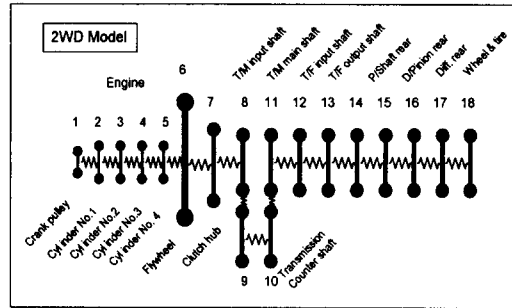 2WD Model
Engine
T/M input shaft
T/M main shaft
T/F input shaft
T/F output shaft
P/Shaft rear
D/Pinion rear
Diff. rear
Wheel & tire
1 2 3 4 5 6 7 8 11 12 13 14 15 16 17 18
Crank pulley
Cylinder No.1
Cylinder No.2
Cylinder No.3
Cylinder No. 4
Flywheel
Clutch hub
9 10
Transmission
Counter shaft